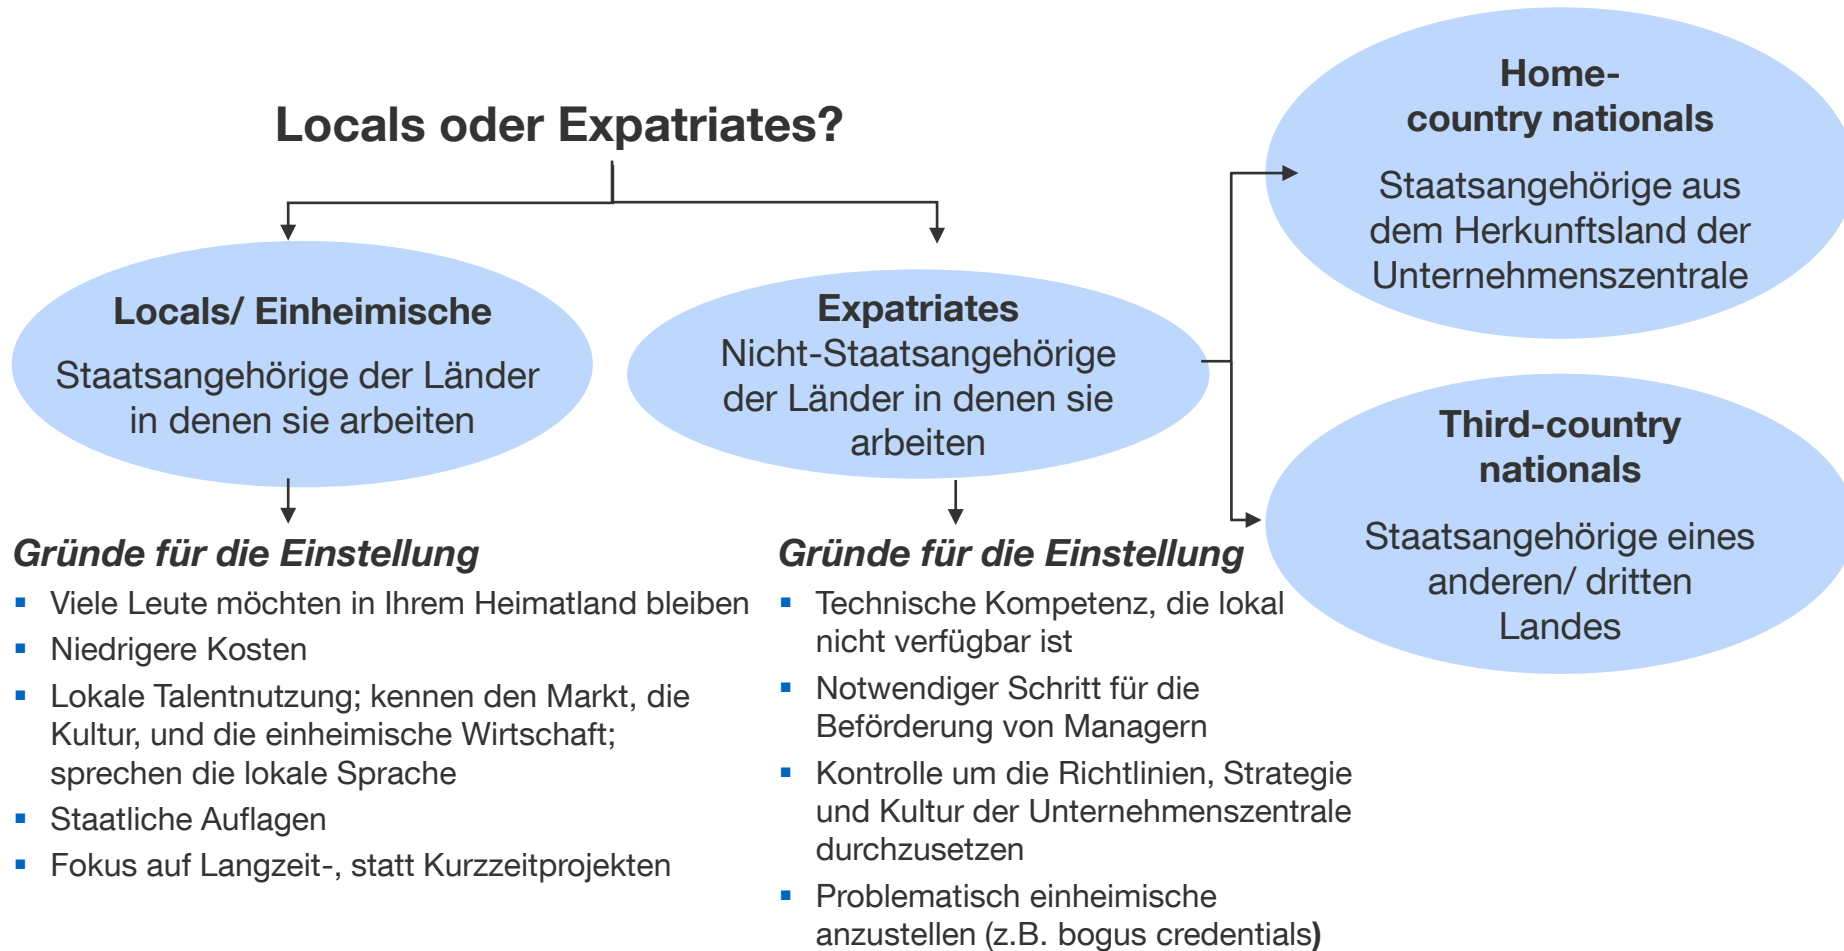 Locals oder Expatriates?
Locals/ Einheimische
Staatsangehörige der Länder
in denen sie arbeiten
Expatriates
Nicht-Staatsangehörige
der Länder in denen sie
arbeiten
Home-
country nationals
Staatsangehörige aus
dem Herkunftsland der
Unternehmenszentrale
Third-country
nationals
Staatsangehörige eines
anderen/ dritten
Landes
Gründe für die Einstellung
▪ Viele Leute möchten in Ihrem Heimatland bleiben
▪ Niedrigere Kosten
▪ Lokale Talentnutzung; kennen den Markt, die
Kultur, und die einheimische Wirtschaft;
sprechen die lokale Sprache
▪ Staatliche Auflagen
▪ Fokus auf Langzeit-, statt Kurzzeitprojekten
Gründe für die Einstellung
▪ Technische Kompetenz, die lokal
nicht verfügbar ist
▪ Notwendiger Schritt für die
Beförderung von Managern
▪ Kontrolle um die Richtlinien, Strategie
und Kultur der Unternehmenszentrale
durchzusetzen
▪ Problematisch einheimische
anzustellen (z.B. bogus credentials)